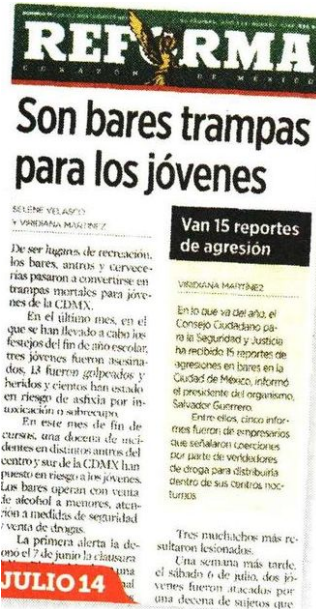 REFORMA
CORAZÓN DE MÉXICO
Son bares trampas
para los jóvenes
SELENE VELASCO
Y VIRIDIANA MARTÍNEZ
De ser lugares de recreación,
los bares, antros y cervece-
rías pasaron a convertirse en
trampas mortales para jóve-
nes de la CDMX.
En el último mes, en el
que se han llevado a cabo los
festejos del fin de año escolar,
tres jóvenes fueron asesina-
dos, 13 fueron golpeados y
heridos y cientos han estado
en riesgo de asfixia por in-
toxicación o sobrecupo.
En este mes de fin de
cursos, una docena de inci-
dentes en distintos antros del
centro y sur de la CDMX han
puesto en riesgo a los jóvenes.
Los bares operan con venta
de alcohol a menores, aten-
ción a medidas de seguridad
y venta de drogas.
La primera alerta la de-
tonó el 7 de junio la clausura
JULIO 14
Van 15 reportes
de agresión
VIRIDIANA MARTÍNEZ
En lo que va del año, el
Consejo Ciudadano pa-
ra la Seguridad y Justicia
ha recibido 15 reportes de
agresiones en bares en la
Ciudad de México, informó
el presidente del organismo,
Salvador Guerrero.
Entre ellos, cinco infor-
mes fueron de empresarios
que señalaron coerciones
por parte de vendedores
de droga para distribuirla
dentro de sus centros noc-
turnos.
Tres muchachos más re-
sultaron lesionados.
Una semana más tarde,
el sábado 6 de julio, dos jó-
venes fueron atacados por
una decena de sujetos que